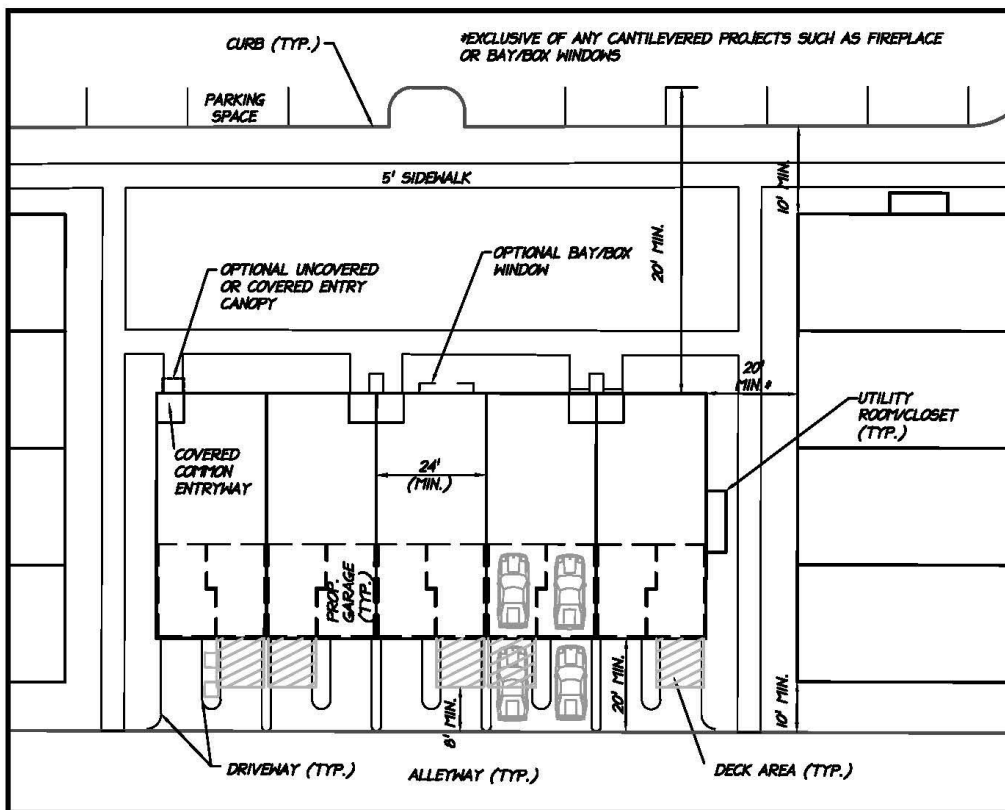 CURB (TYP.)
*EXCLUSIVE OF ANY CANTILEVERED PROJECTS SUCH AS FIREPLACE
OR BAY/BOX WINDOWS
PARKING
SPACE
5' SIDEWALK
10' MIN.
20' MIN.
OPTIONAL UNCOVERED
OR COVERED ENTRY
CANOPY
OPTIONAL BAY/BOX
WINDOW
20'
MIN.*
UTILITY
ROOM/CLOSET
(TYP.)
COVERED
COMMON
ENTRYWAY
24'
(MIN.)
PROP.
GARAGE
(TYP.)
8' MIN.
20' MIN.
10' MIN.
DRIVEWAY (TYP.)
ALLEYWAY (TYP.)
DECK AREA (TYP.)